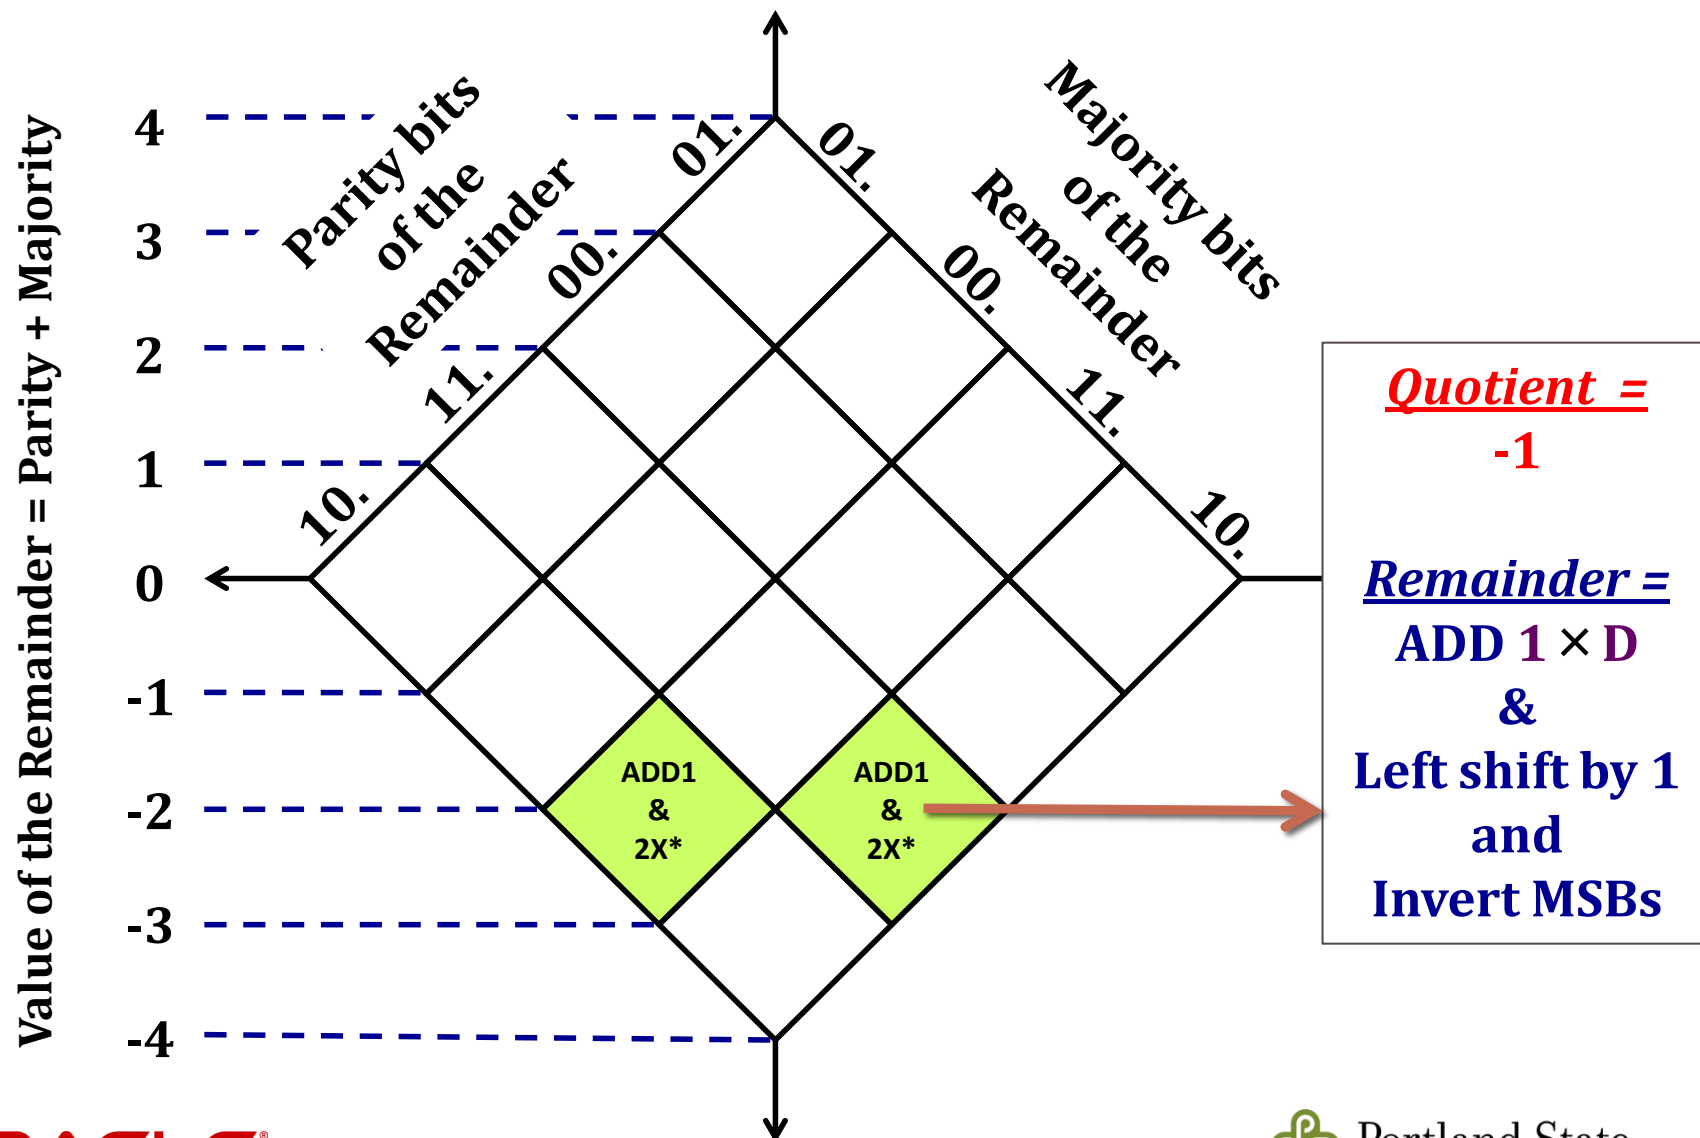 Value of the Remainder = Parity + Majority
4
3
2
1
0
-1
-2
-3
-4
Parity bits
of the
Remainder
01.
00.
11.
10.
Majority bits
of the
Remainder
01.
00.
11.
10.
ADD1
&
2X*
ADD1
&
2X*
Quotient =
-1
Remainder =
ADD 1 × D
&
Left shift by 1
and
Invert MSBs
Portland State